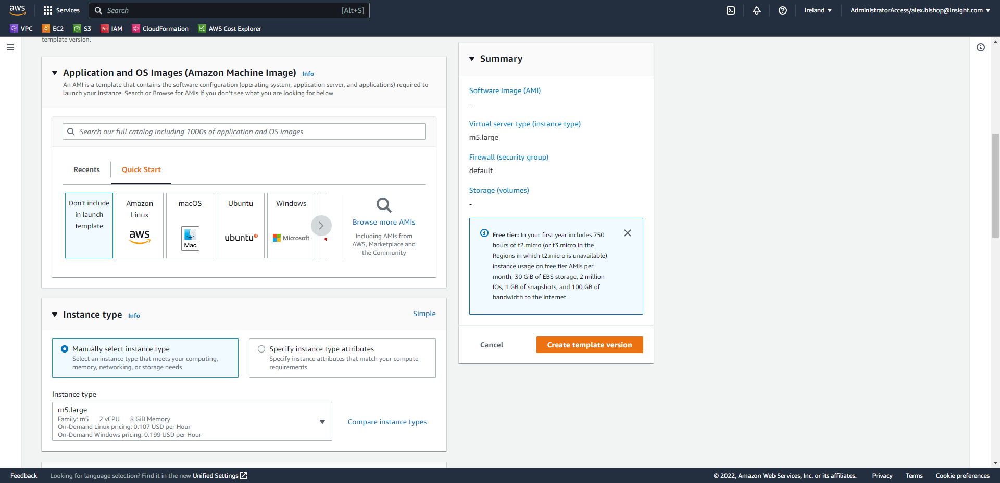 aws
Services
Search
[Alt+S]
Ireland ▼
AdministratorAccess/alex.bishop@insight.com ▼
VPC
EC2
S3
IAM
CloudFormation
AWS Cost Explorer
template version.
Application and OS Images (Amazon Machine Image) Info
An AMI is a template that contains the software configuration (operating system, application server, and applications) required to
launch your instance. Search or Browse for AMIs if you don't see what you are looking for below
Search our full catalog including 1000s of application and OS images
Recents
Quick Start
Don't include
in launch
template
Amazon
Linux
aws
macOS
Mac
Ubuntu
ubuntu
Windows
Microsoft
Browse more AMIs
Including AMIs from
AWS, Marketplace and
the Community
Instance type Info
Simple
Manually select instance type
Select an instance type that meets your computing,
memory, networking, or storage needs
Specify instance type attributes
Specify instance attributes that match your compute
requirements
Instance type
m5.large
Family: m5 2 vCPU 8 GiB Memory
On-Demand Linux pricing: 0.107 USD per Hour
On-Demand Windows pricing: 0.199 USD per Hour
Compare instance types
Summary
Software Image (AMI)
-
Virtual server type (instance type)
m5.large
Firewall (security group)
default
Storage (volumes)
-
Free tier: In your first year includes 750
hours of t2.micro (or t3.micro in the
Regions in which t2.micro is unavailable)
instance usage on free tier AMIs per
month, 30 GiB of EBS storage, 2 million
IOs, 1 GB of snapshots, and 100 GB of
bandwidth to the internet.
Cancel
Create template version
Feedback
Looking for language selection? Find it in the new Unified Settings
© 2022, Amazon Web Services, Inc. or its affiliates.
Privacy
Terms
Cookie preferences